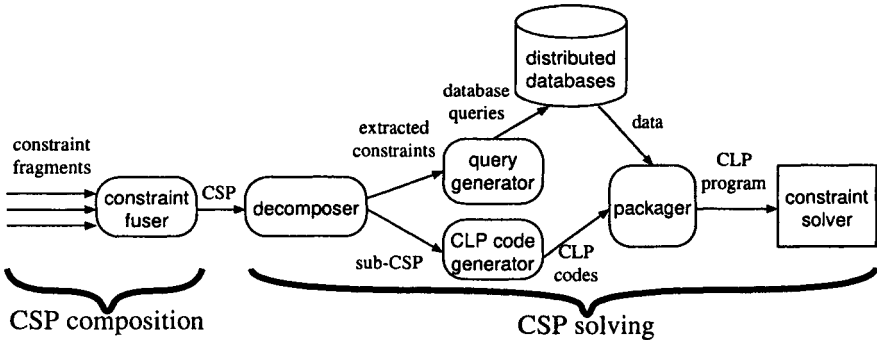 distributed
databases
database
queries
data
constraint
fragments
extracted
constraints
query
generator
CLP
program
constraint
fuser
CSP
decomposer
packager
constraint
solver
sub-CSP
CLP code
generator
CLP
codes
CSP composition
CSP solving